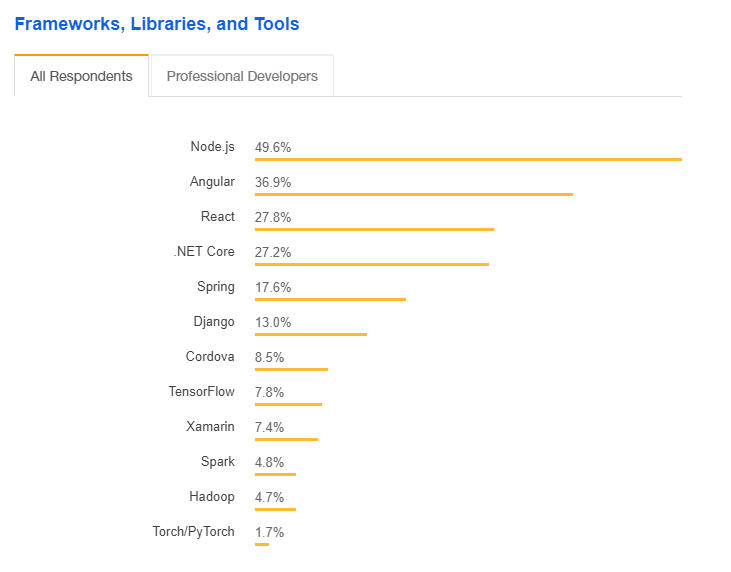 Frameworks, Libraries, and Tools
All Respondents Professional Developers
Node.js 49.6%
Angular 36.9%
React 27.8%
.NET Core 27.2%
Spring 17.6%
Django 13.0%
Cordova 8.5%
TensorFlow 7.8%
Xamarin 7.4%
Spark 4.8%
Hadoop 4.7%
Torch/PyTorch 1.7%